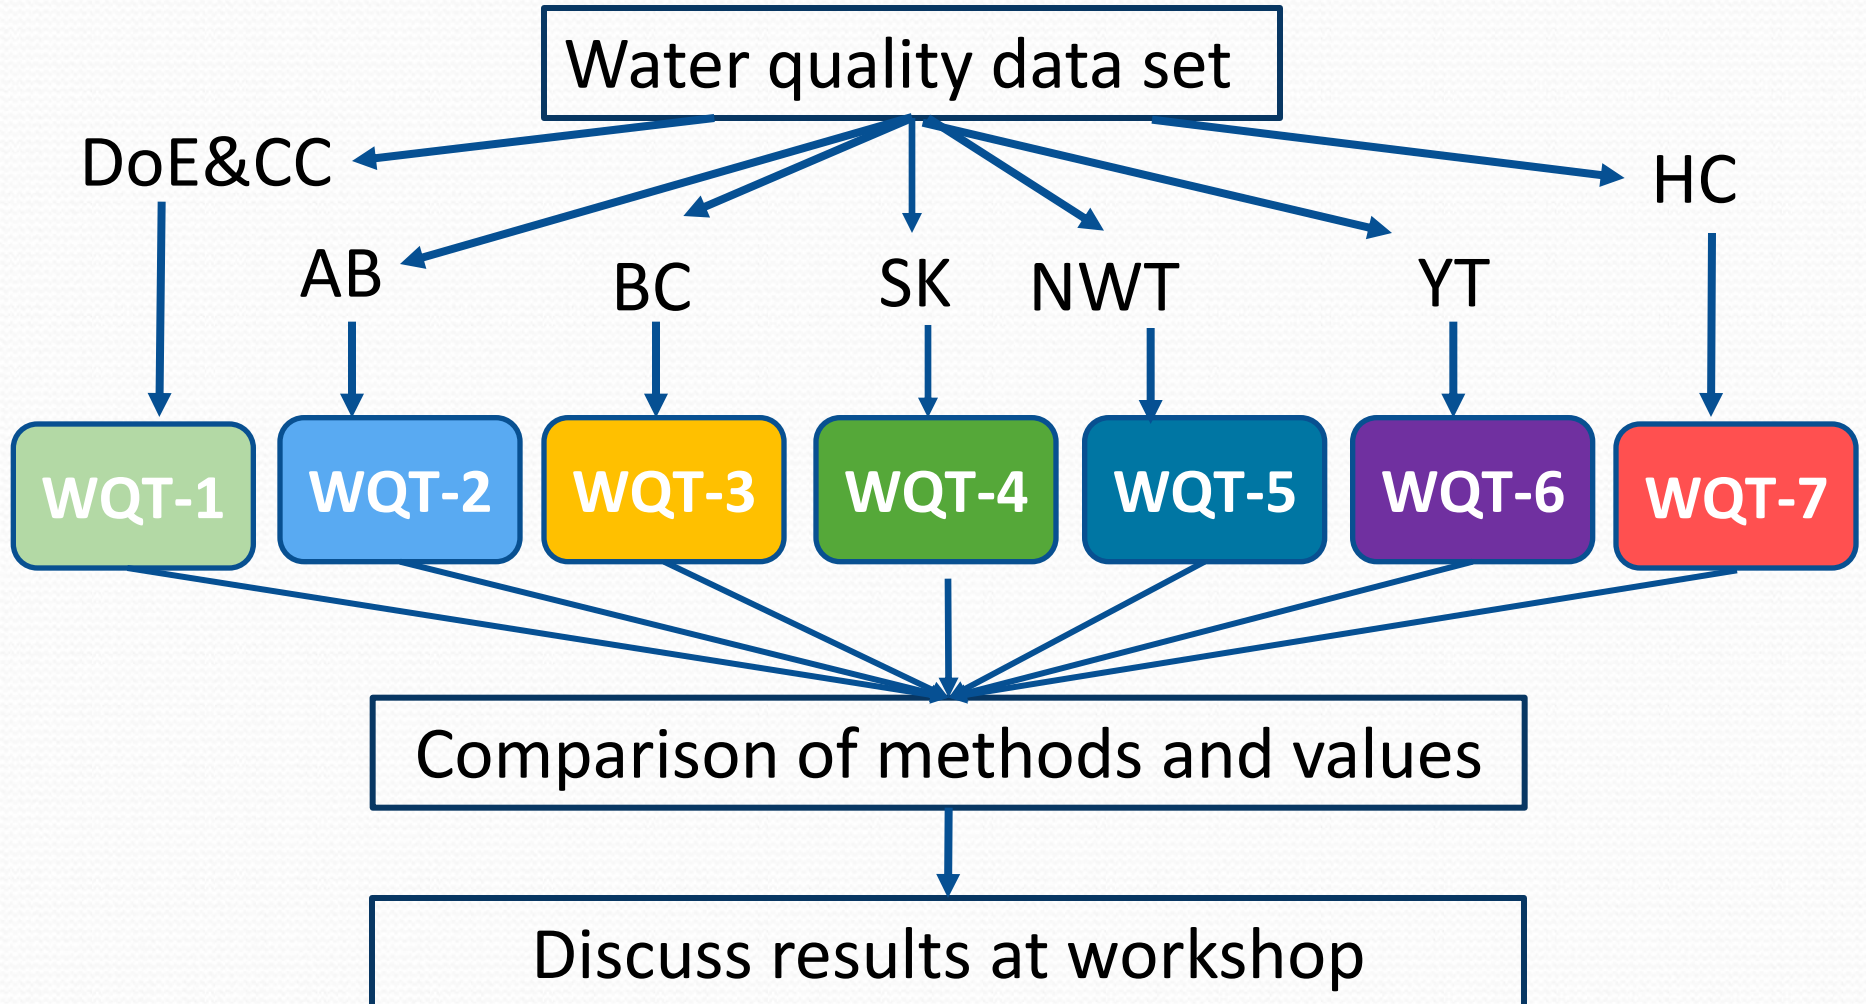 Water quality data set
DoE&CC
HC
AB
BC
SK
NWT
YT
WQT-1
WQT-2
WQT-3
WQT-4
WQT-5
WQT-6
WQT-7
Comparison of methods and values
Discuss results at workshop